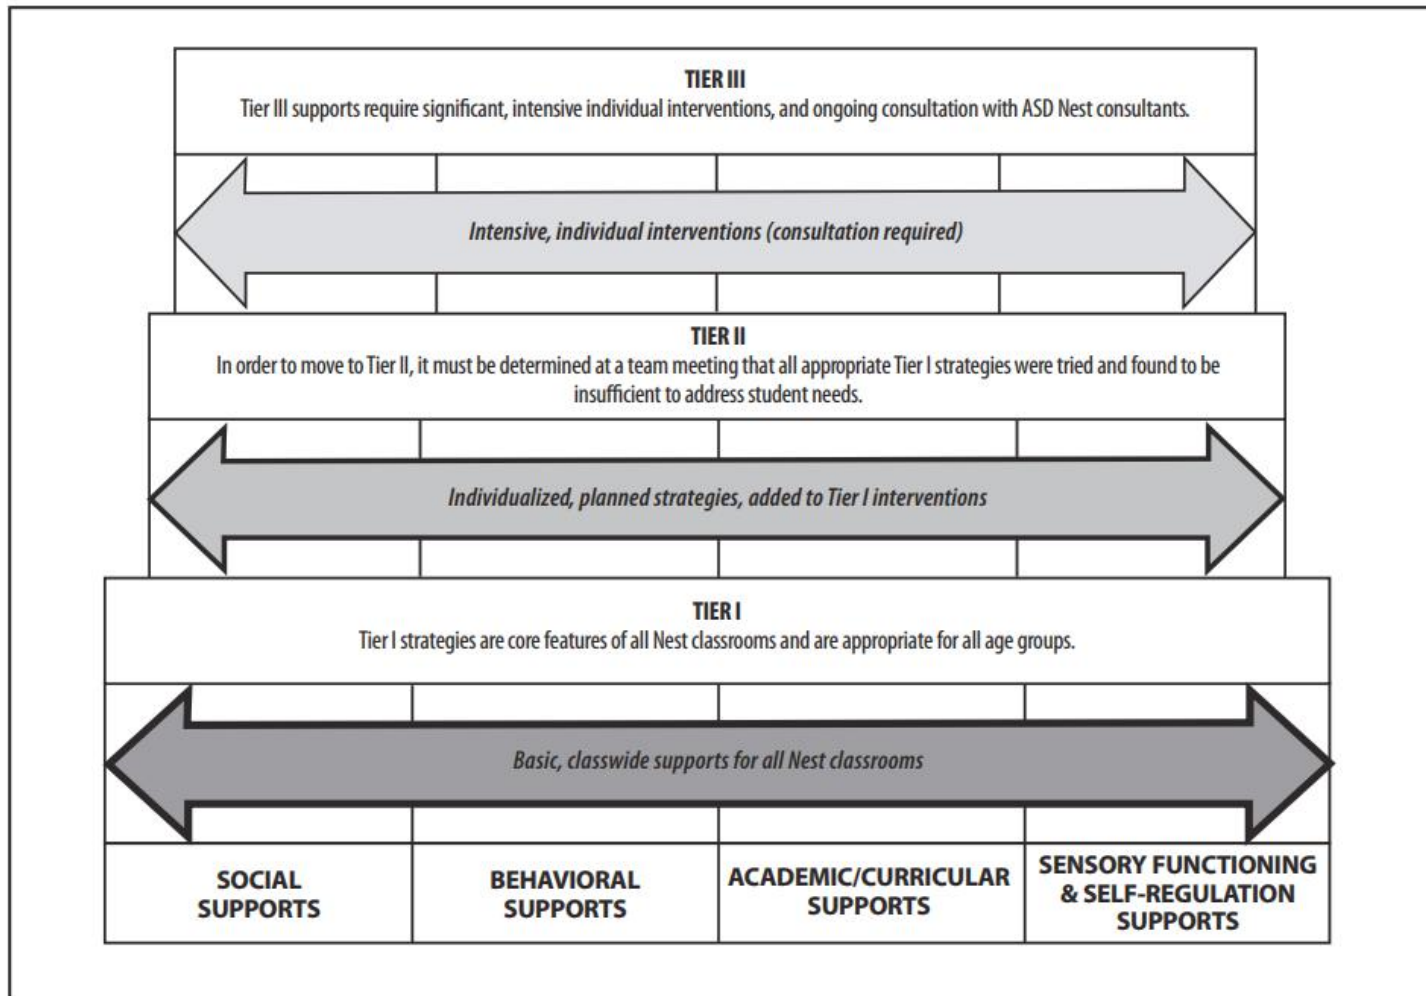 TIER III
Tier III supports require significant, intensive individual interventions, and ongoing consultation with ASD Nest consultants.
Intensive, individual interventions (consultation required)
TIER II
In order to move to Tier II, it must be determined at a team meeting that all appropriate Tier I strategies were tried and found to be
insufficient to address student needs.
Individualized, planned strategies, added to Tier I interventions
TIER I
Tier I strategies are core features of all Nest classrooms and are appropriate for all age groups.
Basic, classwide supports for all Nest classrooms
SOCIAL
SUPPORTS
BEHAVIORAL
SUPPORTS
ACADEMIC/CURRICULAR
SUPPORTS
SENSORY FUNCTIONING
& SELF-REGULATION
SUPPORTS